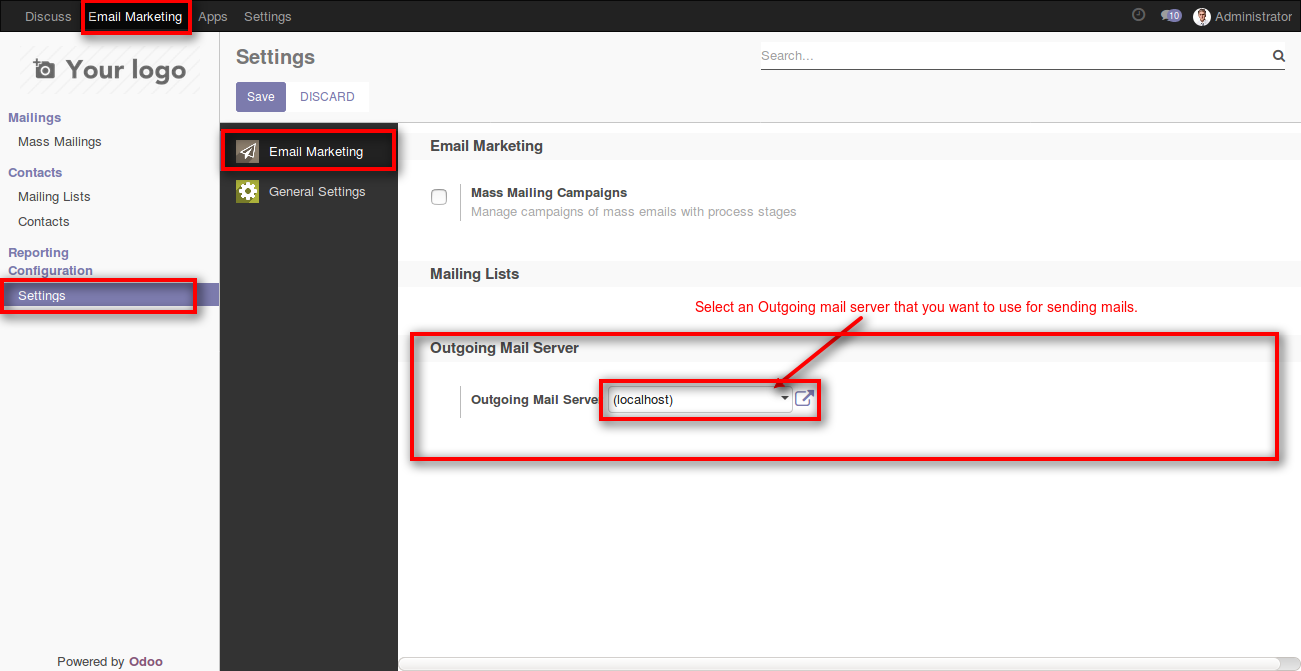 Discuss Email Marketing Apps Settings 10 Administrator
Your logo
Mailings
Mass Mailings
Contacts
Mailing Lists
Contacts
Reporting
Configuration
Settings
Powered by Odoo
Settings
Search...
Save DISCARD
Email Marketing
General Settings
Email Marketing
Mass Mailing Campaigns
Manage campaigns of mass emails with process stages
Mailing Lists
Select an Outgoing mail server that you want to use for sending mails.
Outgoing Mail Server
Outgoing Mail Serve (localhost)